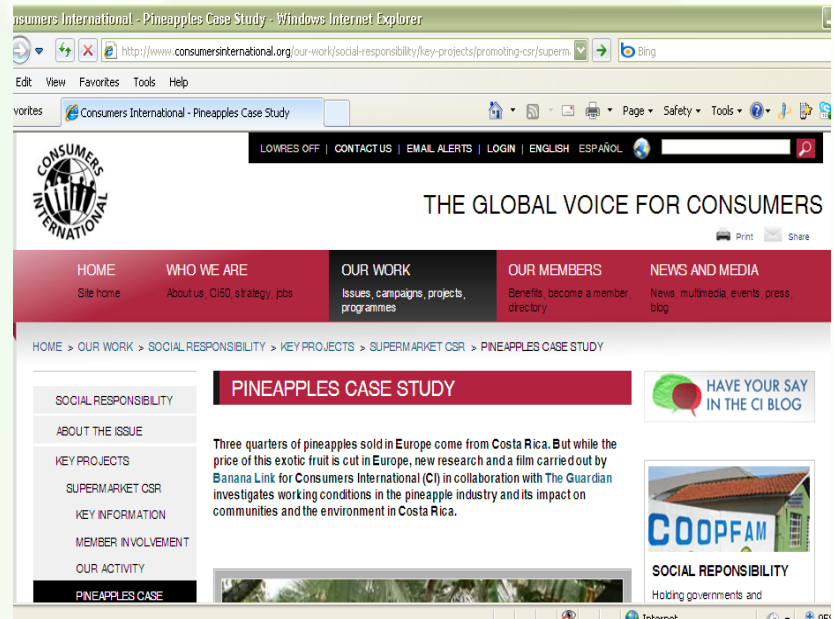 nsumers International - Pineapples Case Study - Windows Internet Explorer
http://www.consumersinternational.org/our-work/social-responsibility/key-projects/promoting-csr/superm
Bing
Edit View Favorites Tools Help
vorites
Consumers International - Pineapples Case Study
Page Safety Tools
LOWRES OFF | CONTACT US | EMAIL ALERTS | LOGIN | ENGLISH ESPAÑOL
CONSUMERS INTERNATIONAL
THE GLOBAL VOICE FOR CONSUMERS
Print Share
HOME WHO WE ARE OUR WORK OUR MEMBERS NEWS AND MEDIA
Site home About us, CI50, strategy, jobs Issues, campaigns, projects, programmes Benefits, become a member, directory News, multimedia, events, press, blog
HOME > OUR WORK > SOCIAL RESPONSIBILITY > KEY PROJECTS > SUPERMARKET CSR > PINEAPPLES CASE STUDY
SOCIAL RESPONSIBILITY
ABOUT THE ISSUE
KEY PROJECTS
SUPERMARKET CSR
KEY INFORMATION
MEMBER INVOLVEMENT
OUR ACTIVITY
PINEAPPLES CASE
PINEAPPLES CASE STUDY
Three quarters of pineapples sold in Europe come from Costa Rica. But while the
price of this exotic fruit is cut in Europe, new research and a film carried out by
Banana Link for Consumers International (CI) in collaboration with The Guardian
investigates working conditions in the pineapple industry and its impact on
communities and the environment in Costa Rica.
HAVE YOUR SAY
IN THE CI BLOG
COOPFAM
SOCIAL REPONSIBILITY
Holding governments and
Internet